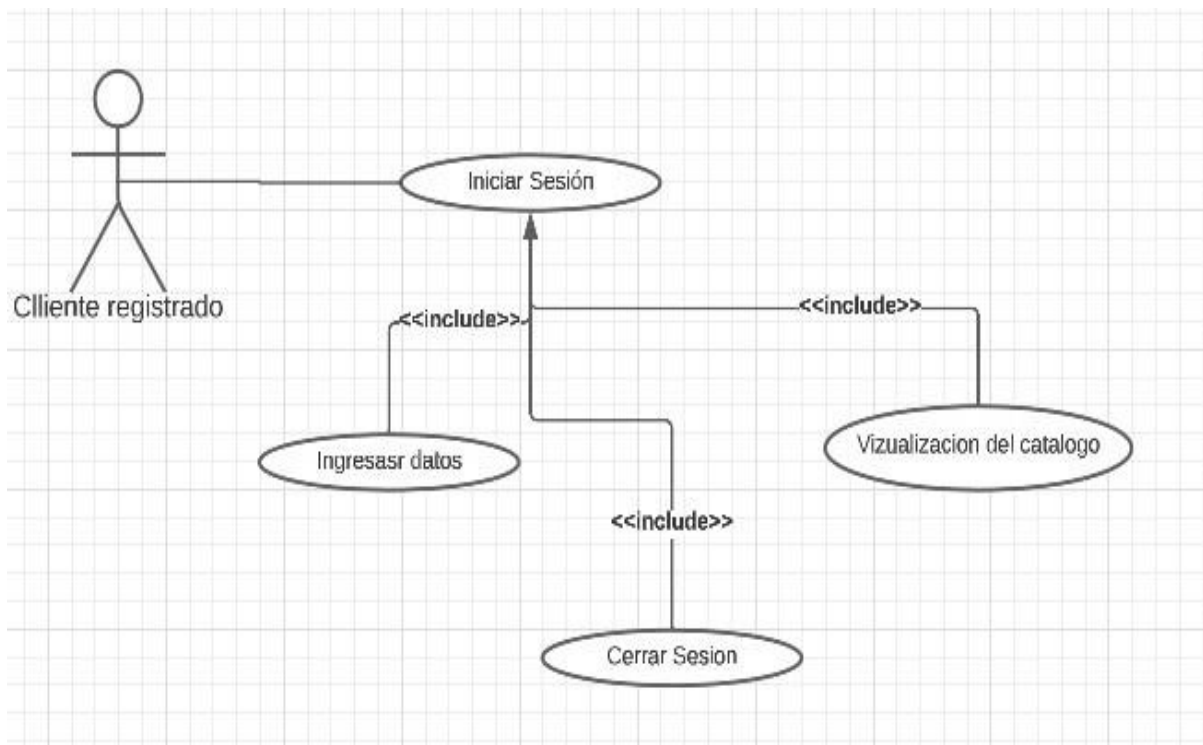 Iniciar Sesión
Clliente registrado
<<include>>
<<include>>
Ingresasr datos
Vizualizacion del catalogo
<<include>>
Cerrar Sesion